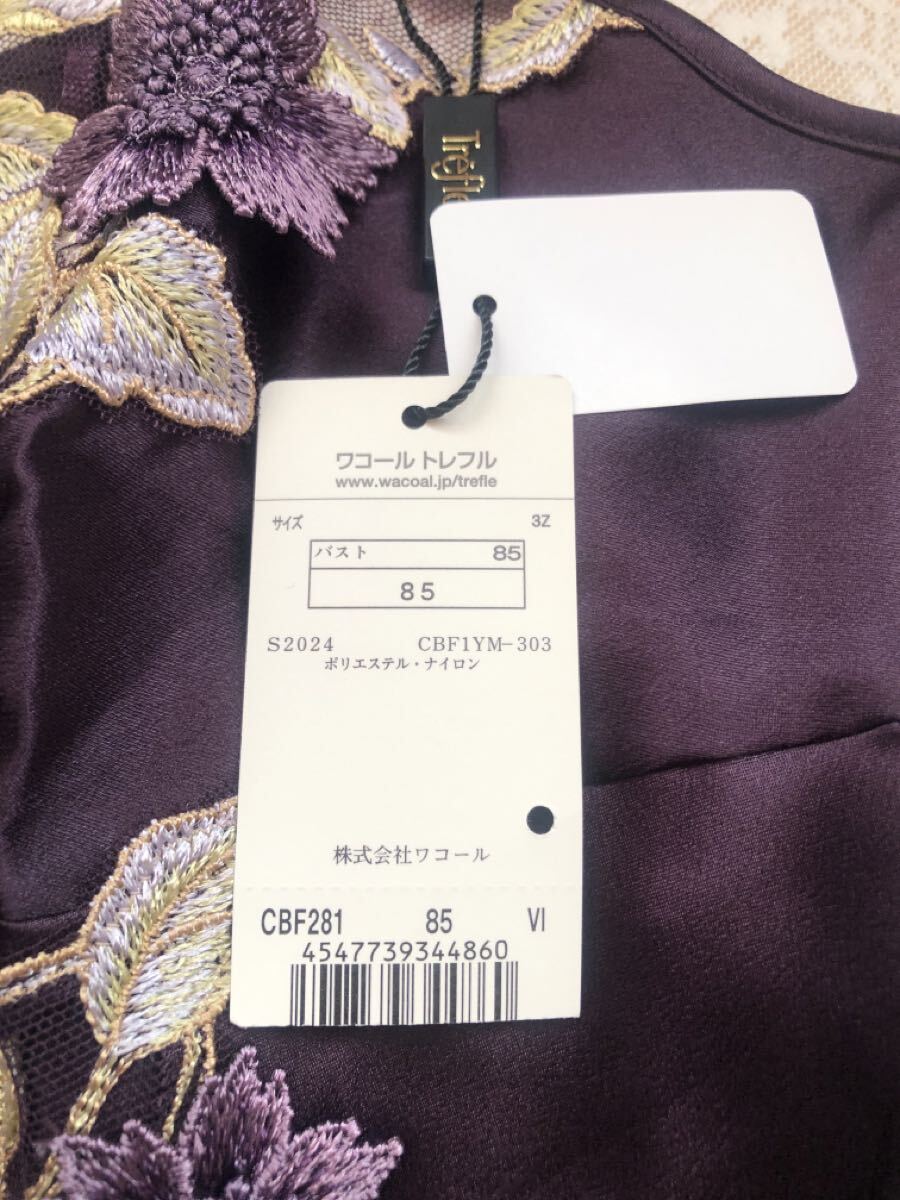 Tréfle
ワコール トレフル
www.wacoal.jp/trefle
サイズ 3Z
バスト 85
85
S2024 CBF1YM-303
ポリエステル・ナイロン
株式会社ワコール
CBF281 85 VI
4547739344860